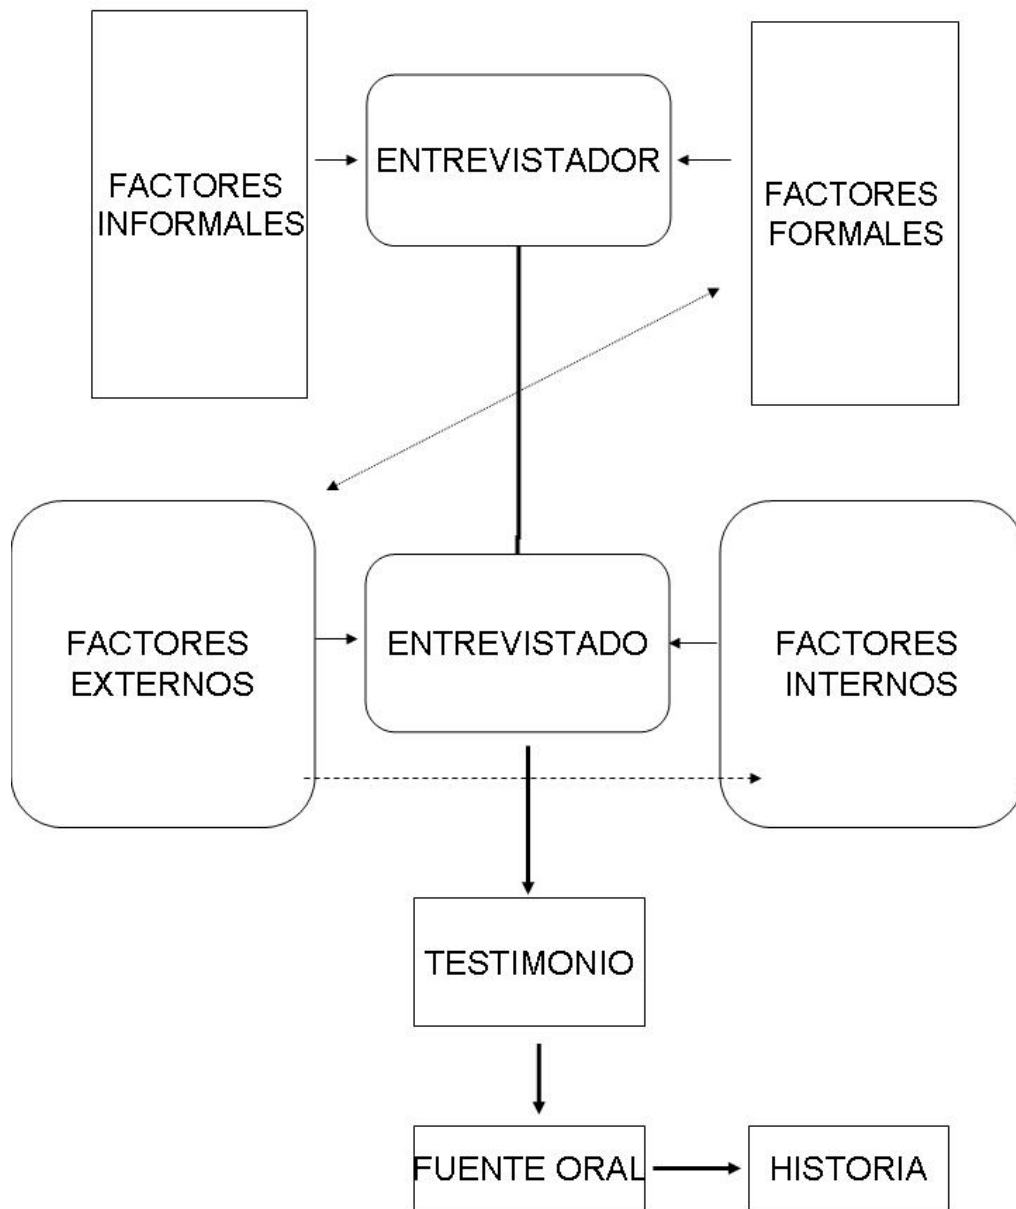 FACTORES
INFORMALES
ENTREVISTADOR
FACTORES
FORMALES
FACTORES
EXTERNOS
ENTREVISTADO
FACTORES
INTERNOS
TESTIMONIO
FUENTE ORAL
HISTORIA